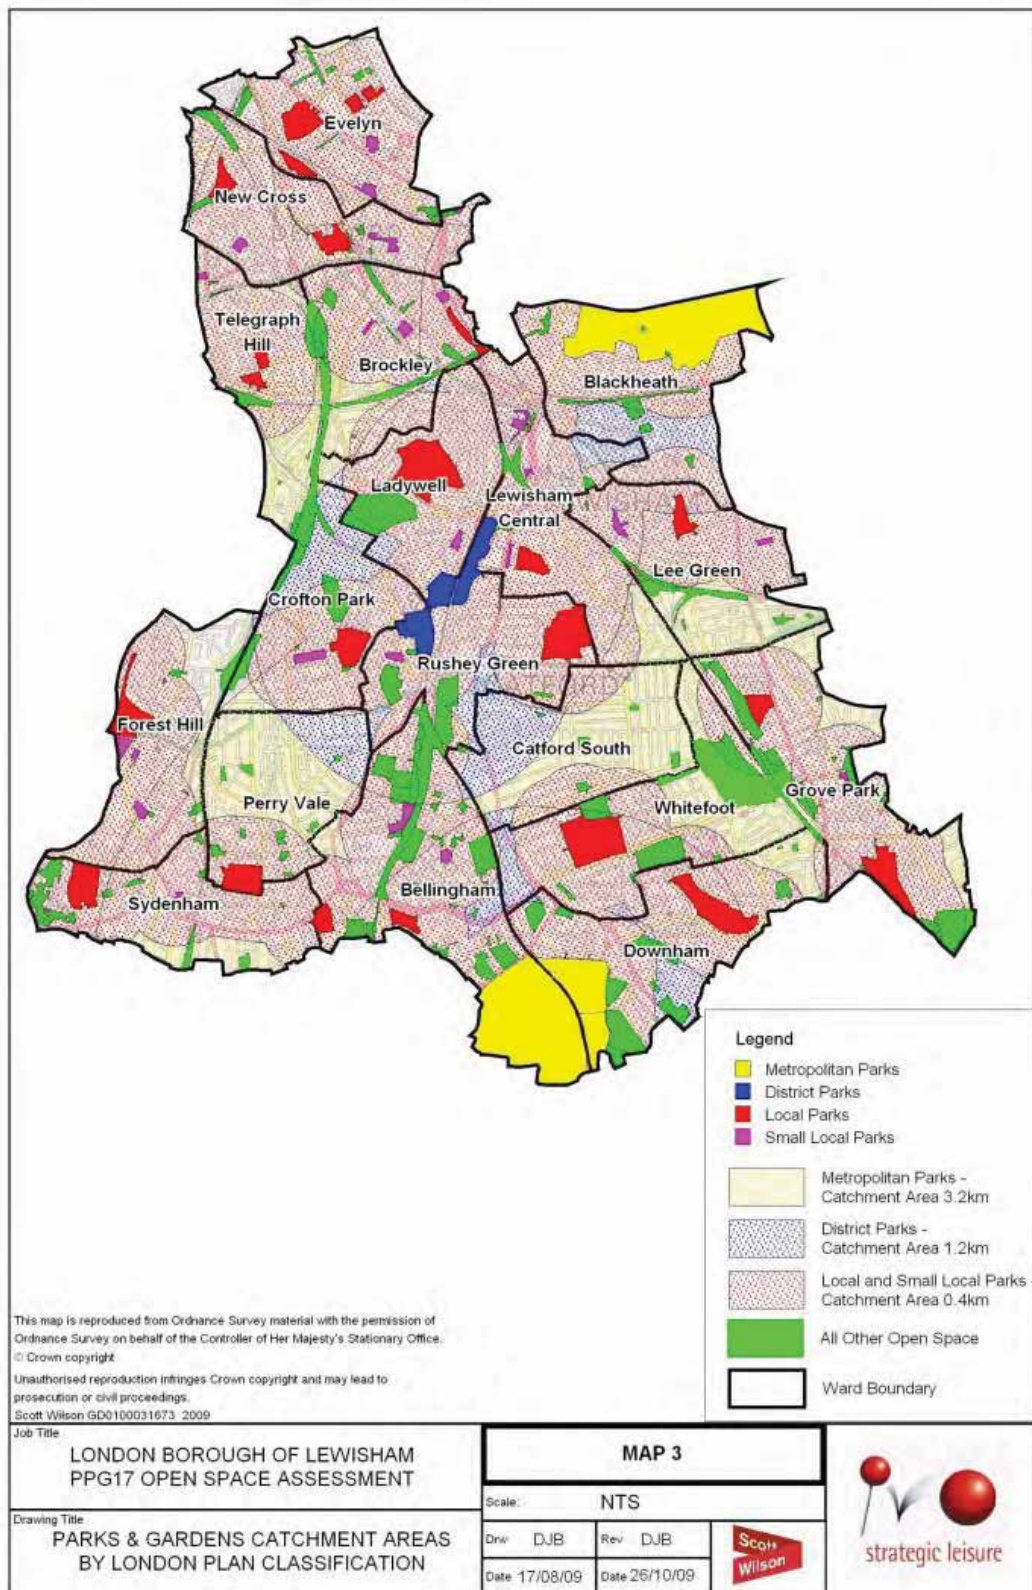 Evelyn
New Cross
Telegraph
Hill
Brockley
Blackheath
Ladywell
Lewisham
Central
Lee Green
Crofton Park
Rushey Green
Forest Hill
Catford South
Perry Vale
Whitefoot
Grove Park
Bellingham
Sydenham
Downham
Legend
Metropolitan Parks
District Parks
Local Parks
Small Local Parks
Metropolitan Parks -
Catchment Area 3.2km
District Parks -
Catchment Area 1.2km
Local and Small Local Parks -
Catchment Area 0.4km
All Other Open Space
Ward Boundary
This map is reproduced from Ordnance Survey material with the permission of
Ordnance Survey on behalf of the Controller of Her Majesty's Stationary Office.
© Crown copyright
Unauthorised reproduction infringes Crown copyright and may lead to
prosecution or civil proceedings.
Scott Wilson GD0100031673 2009
Job Title
LONDON BOROUGH OF LEWISHAM
PPG17 OPEN SPACE ASSESSMENT
Drawing Title
PARKS & GARDENS CATCHMENT AREAS
BY LONDON PLAN CLASSIFICATION
MAP 3
Scale: NTS
Drw DJB Rev DJB
Date 17/08/09 Date 26/10/09
Scott
Wilson
strategic leisure